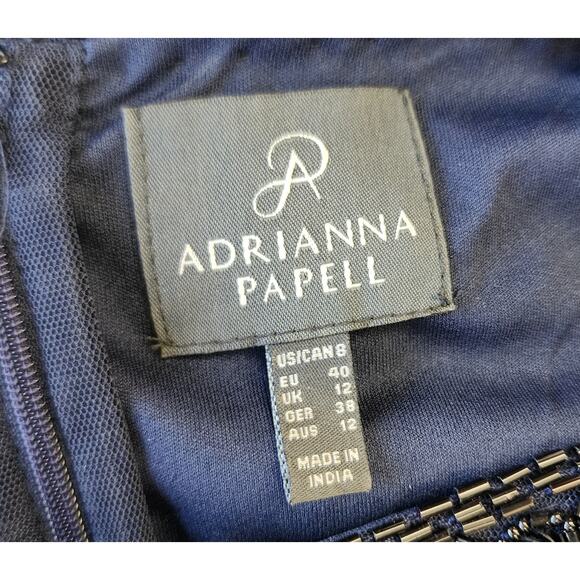 ADRIANNA
PAPELL
US/CAN 8
EU 40
UK 12
GER 38
AUS 12
MADE IN
INDIA